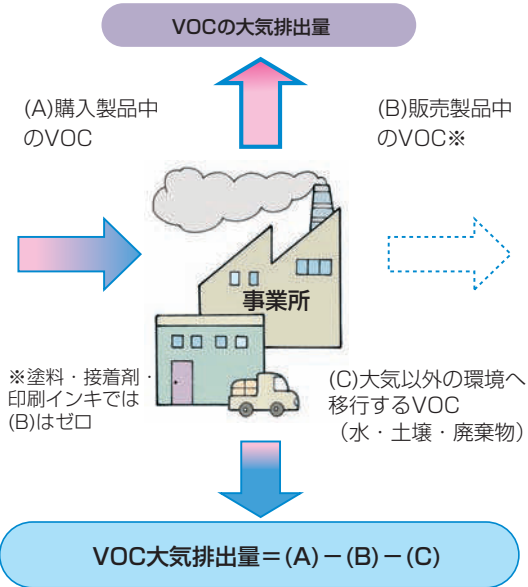 VOCの大気排出量
(A)購入製品中
のVOC
(B)販売製品中
のVOC※
事業所
※塗料・接着剤・
印刷インキでは
(B)はゼロ
(C)大気以外の環境へ
移行するVOC
（水・土壌・廃棄物）
VOC大気排出量＝(A)－(B)－(C)